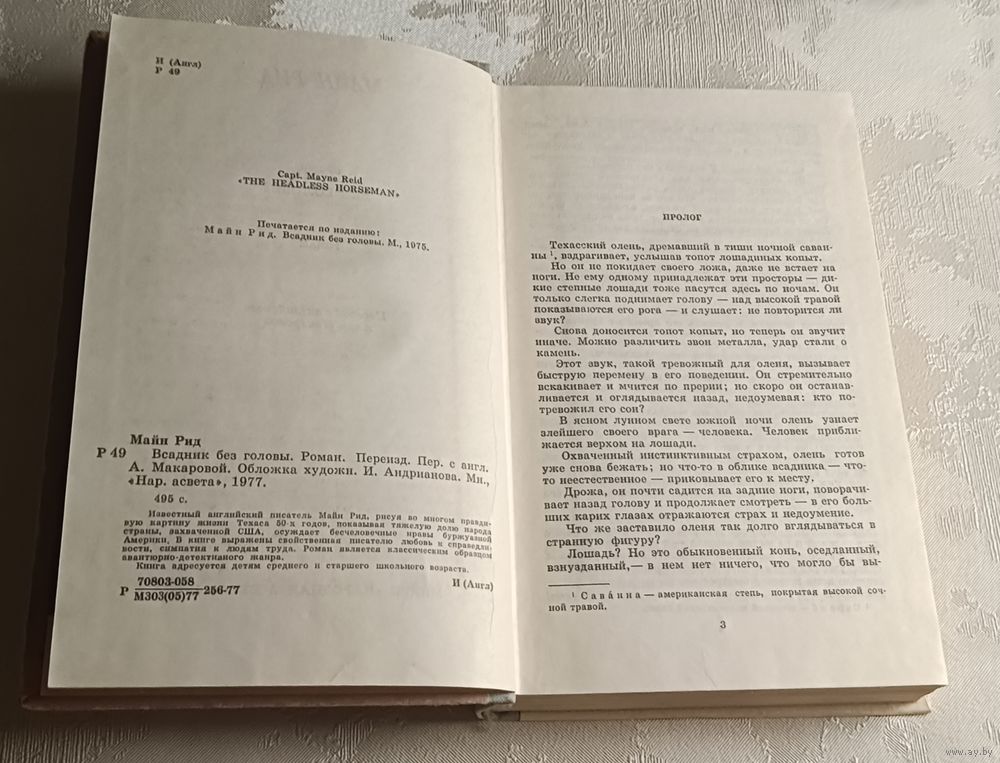 И (Англ)
Р 49
Capt. Mayne Reid
«THE HEADLESS HORSEMAN»
Печатается по изданию:
Майн Рид. Всадник без головы. М., 1975.
Майн Рид
Р 49 Всадник без головы. Роман. Переизд. Пер. с англ.
А. Макаровой. Обложка художн. И. Андрианова. Мн.,
«Нар. асвета», 1977.
495 с.
Известный английский писатель Майн Рид, рисуя во многом правди-
вую картину жизни Техаса 50-х годов, показывая тяжелую долю народа
страны, захваченной США, осуждает бесчеловечные нравы буржуазной
Америки. В книге выражены свойственная писателю любовь к справедли-
вости, симпатия к людям труда. Роман является классическим образцом
авантюрно-детективного жанра.
Книга адресуется детям среднего и старшего школьного возраста.
Р 70803-058
М303(05)77 256-77
И (Англ)
ПРОЛОГ
Техасский олень, дремавший в тиши ночной саван-
ны ¹, вздрагивает, услышав топот лошадиных копыт.
Но он не покидает своего ложа, даже не встает на
ноги. Не ему одному принадлежат эти просторы — ди-
кие степные лошади тоже пасутся здесь по ночам. Он
только слегка поднимает голову — над высокой травой
показываются его рога — и слушает: не повторится ли
звук?
Снова доносится топот копыт, но теперь он звучит
иначе. Можно различить звон металла, удар стали о
камень.
Этот звук, такой тревожный для оленя, вызывает
быструю перемену в его поведении. Он стремительно
вскакивает и мчится по прерии; но скоро он останав-
ливается и оглядывается назад, недоумевая: кто по-
тревожил его сон?
В ясном лунном свете южной ночи олень узнает
злейшего своего врага — человека. Человек прибли-
жается верхом на лошади.
Охваченный инстинктивным страхом, олень готов
уже снова бежать; но что-то в облике всадника — что-
то неестественное — приковывает его к месту.
Дрожа, он почти садится на задние ноги, поворачи-
вает назад голову и продолжает смотреть — в его боль-
ших карих глазах отражаются страх и недоумение.
Что же заставило оленя так долго вглядываться в
странную фигуру?
Лошадь? Но это обыкновенный конь, оседланный,
взнузданный,— в нем нет ничего, что могло бы вы-
¹ Савáнна — американская степь, покрытая высокой соч-
ной травой.
3
www.ay.by